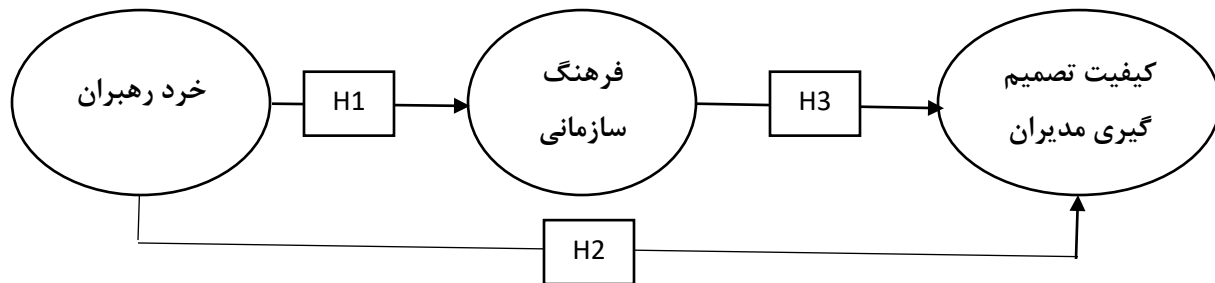 خرد رهبران
H1
فرهنگ
سازمانی
H3
کیفیت تصمیم
گیری مدیران
H2